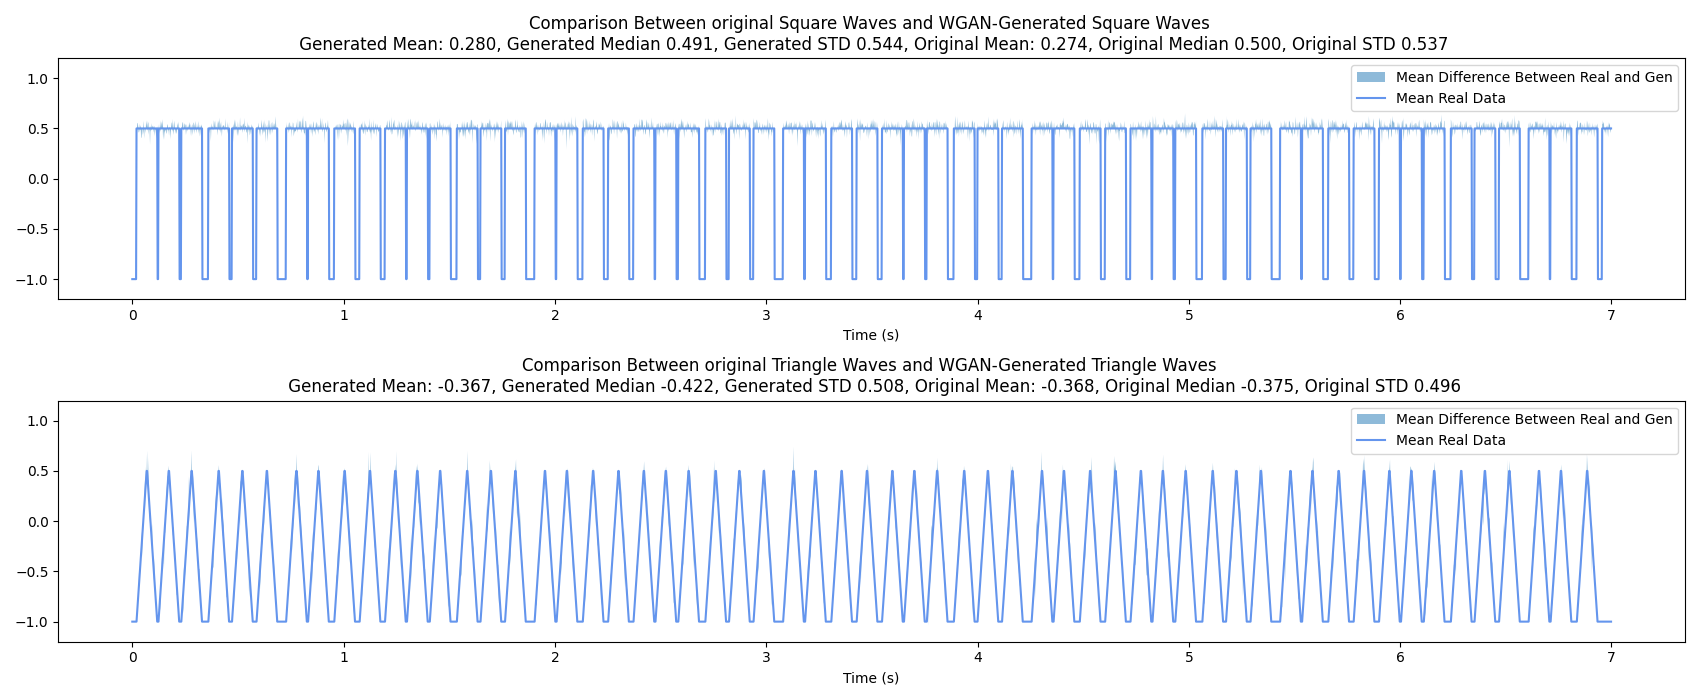 Comparison Between original Square Waves and WGAN-Generated Square Waves
Generated Mean: 0.280, Generated Median 0.491, Generated STD 0.544, Original Mean: 0.274, Original Median 0.500, Original STD 0.537
Mean Difference Between Real and Gen
Mean Real Data
1.0
0.5
0.0
−0.5
−1.0
0 1 2 3 4 5 6 7
Time (s)
Comparison Between original Triangle Waves and WGAN-Generated Triangle Waves
Generated Mean: -0.367, Generated Median -0.422, Generated STD 0.508, Original Mean: -0.368, Original Median -0.375, Original STD 0.496
Mean Difference Between Real and Gen
Mean Real Data
1.0
0.5
0.0
−0.5
−1.0
0 1 2 3 4 5 6 7
Time (s)